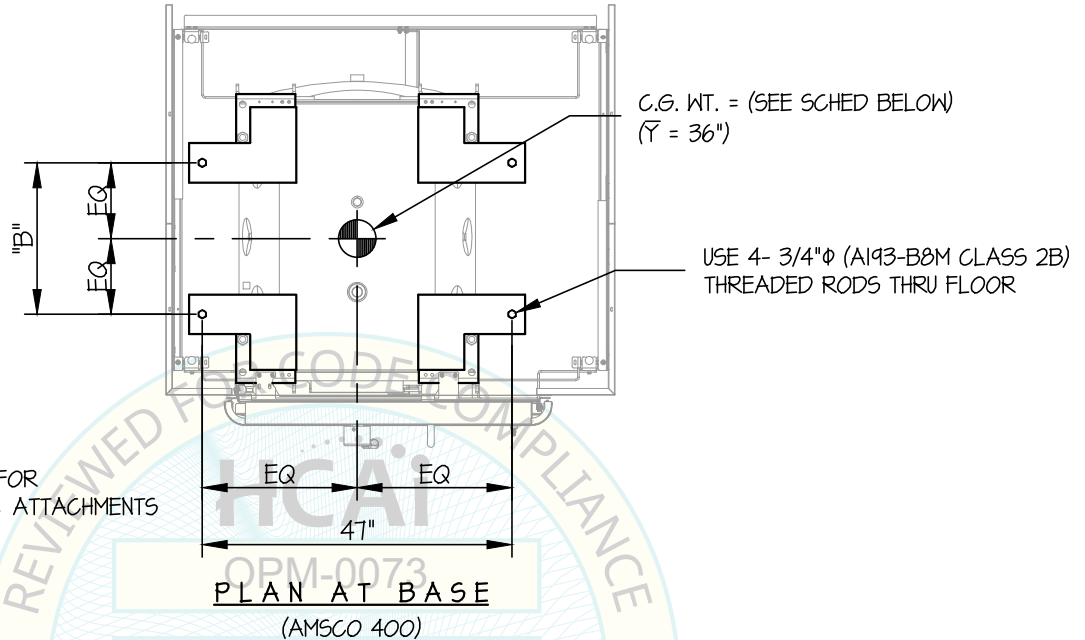 C.G. WT. = (SEE SCHED BELOW)
(Y̅ = 36")
"B"
EQ
EQ
USE 4- 3/4"Φ (A193-B8M CLASS 2B)
THREADED RODS THRU FLOOR
FOR
ATTACHMENTS
EQ
EQ
47"
REVIEWED FOR CODE COMPLIANCE
HCAi
OPM-0073
PLAN AT BASE
(AMSCO 400)